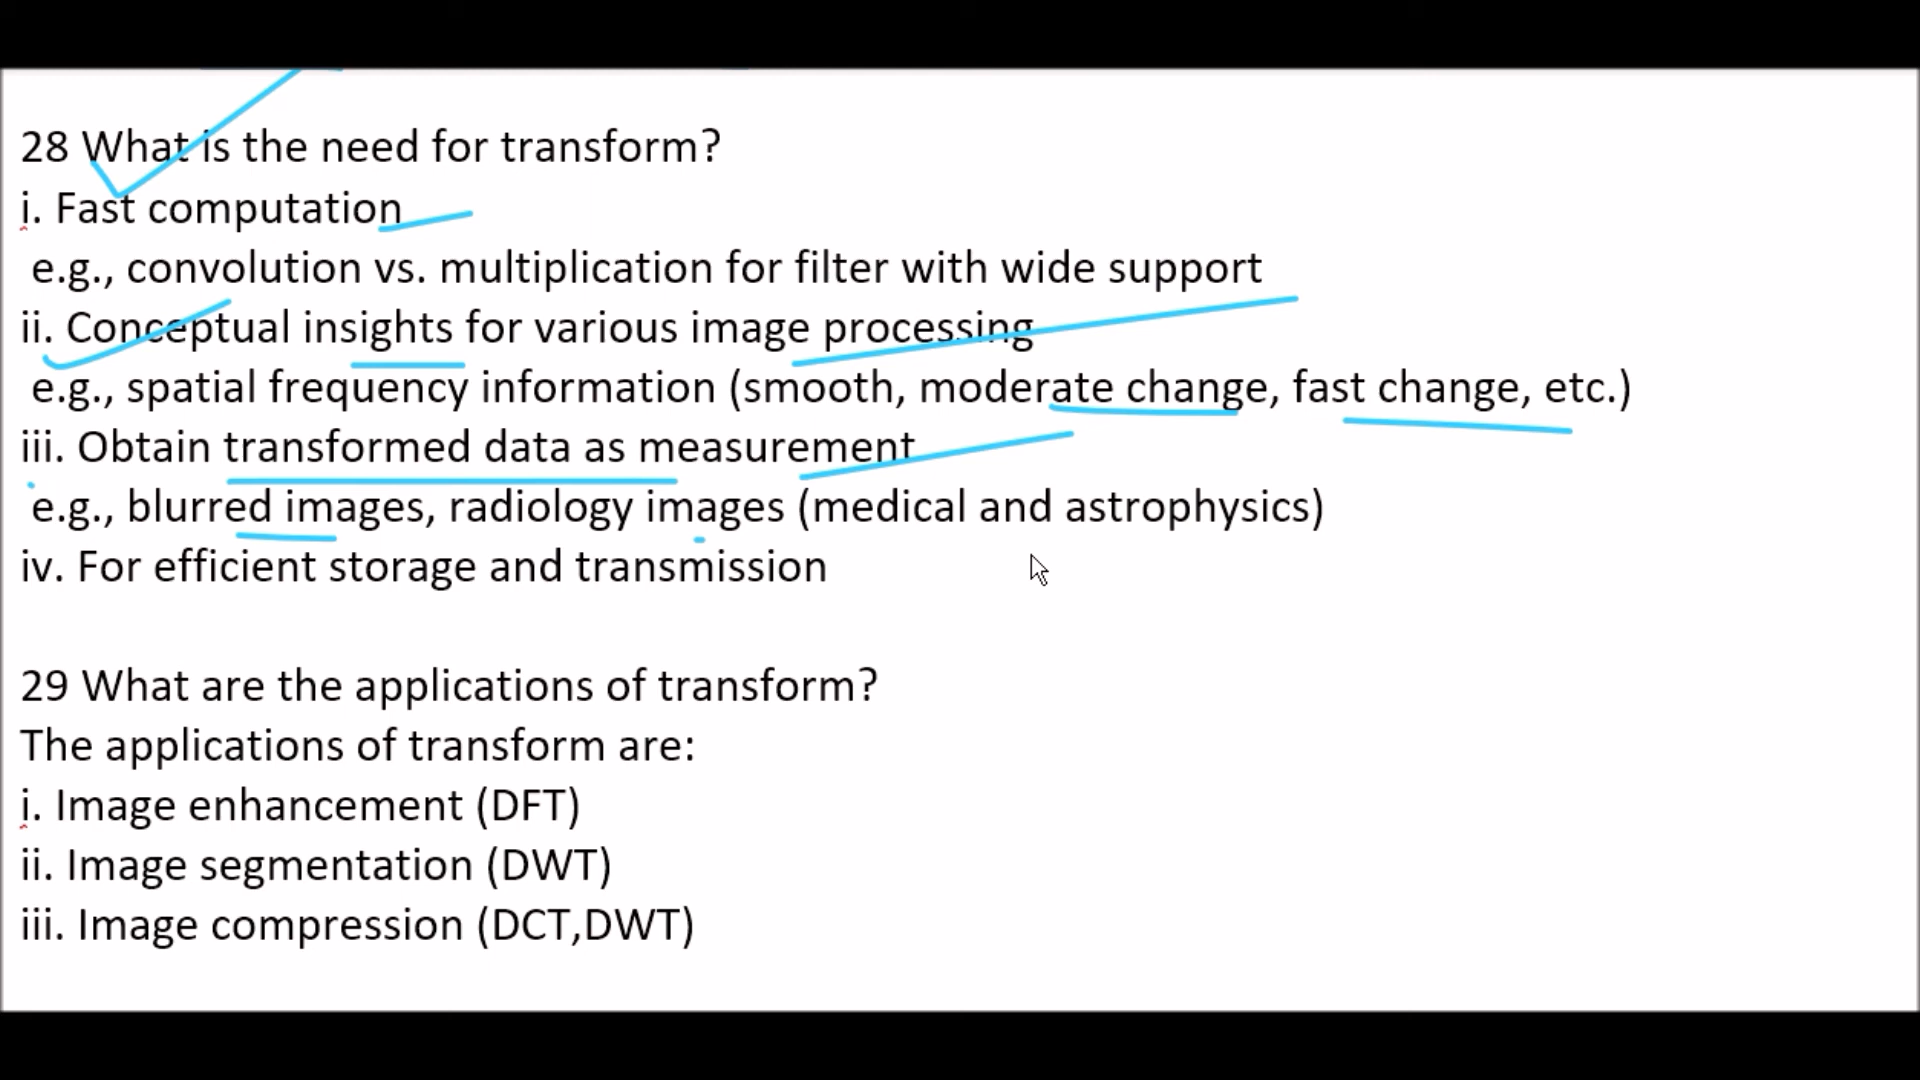 28 What is the need for transform?
i. Fast computation
e.g., convolution vs. multiplication for filter with wide support
ii. Conceptual insights for various image processing
e.g., spatial frequency information (smooth, moderate change, fast change, etc.)
iii. Obtain transformed data as measurement
e.g., blurred images, radiology images (medical and astrophysics)
iv. For efficient storage and transmission
29 What are the applications of transform?
The applications of transform are:
i. Image enhancement (DFT)
ii. Image segmentation (DWT)
iii. Image compression (DCT,DWT)